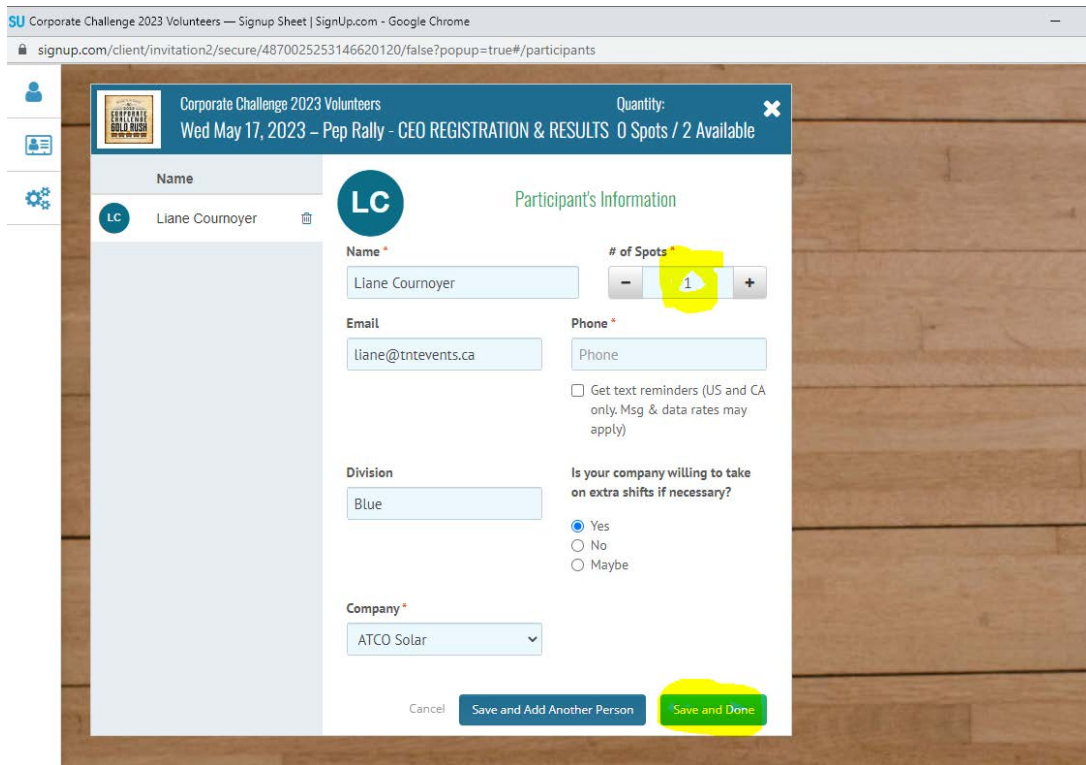 SU Corporate Challenge 2023 Volunteers — Signup Sheet | SignUp.com - Google Chrome
signup.com/client/invitation2/secure/4870025253146620120/false?popup=true#/participants
CORPORATE
CHALLENGE
GOLD RUSH
Corporate Challenge 2023 Volunteers
Quantity:
Wed May 17, 2023 – Pep Rally - CEO REGISTRATION & RESULTS 0 Spots / 2 Available
Name
LC Liane Cournoyer
LC
Participant's Information
Name * # of Spots *
Liane Cournoyer - 1 +
Email Phone *
liane@tntevents.ca Phone
Get text reminders (US and CA
only. Msg & data rates may
apply)
Division Is your company willing to take
on extra shifts if necessary?
Blue
Yes
No
Maybe
Company *
ATCO Solar
Cancel Save and Add Another Person Save and Done